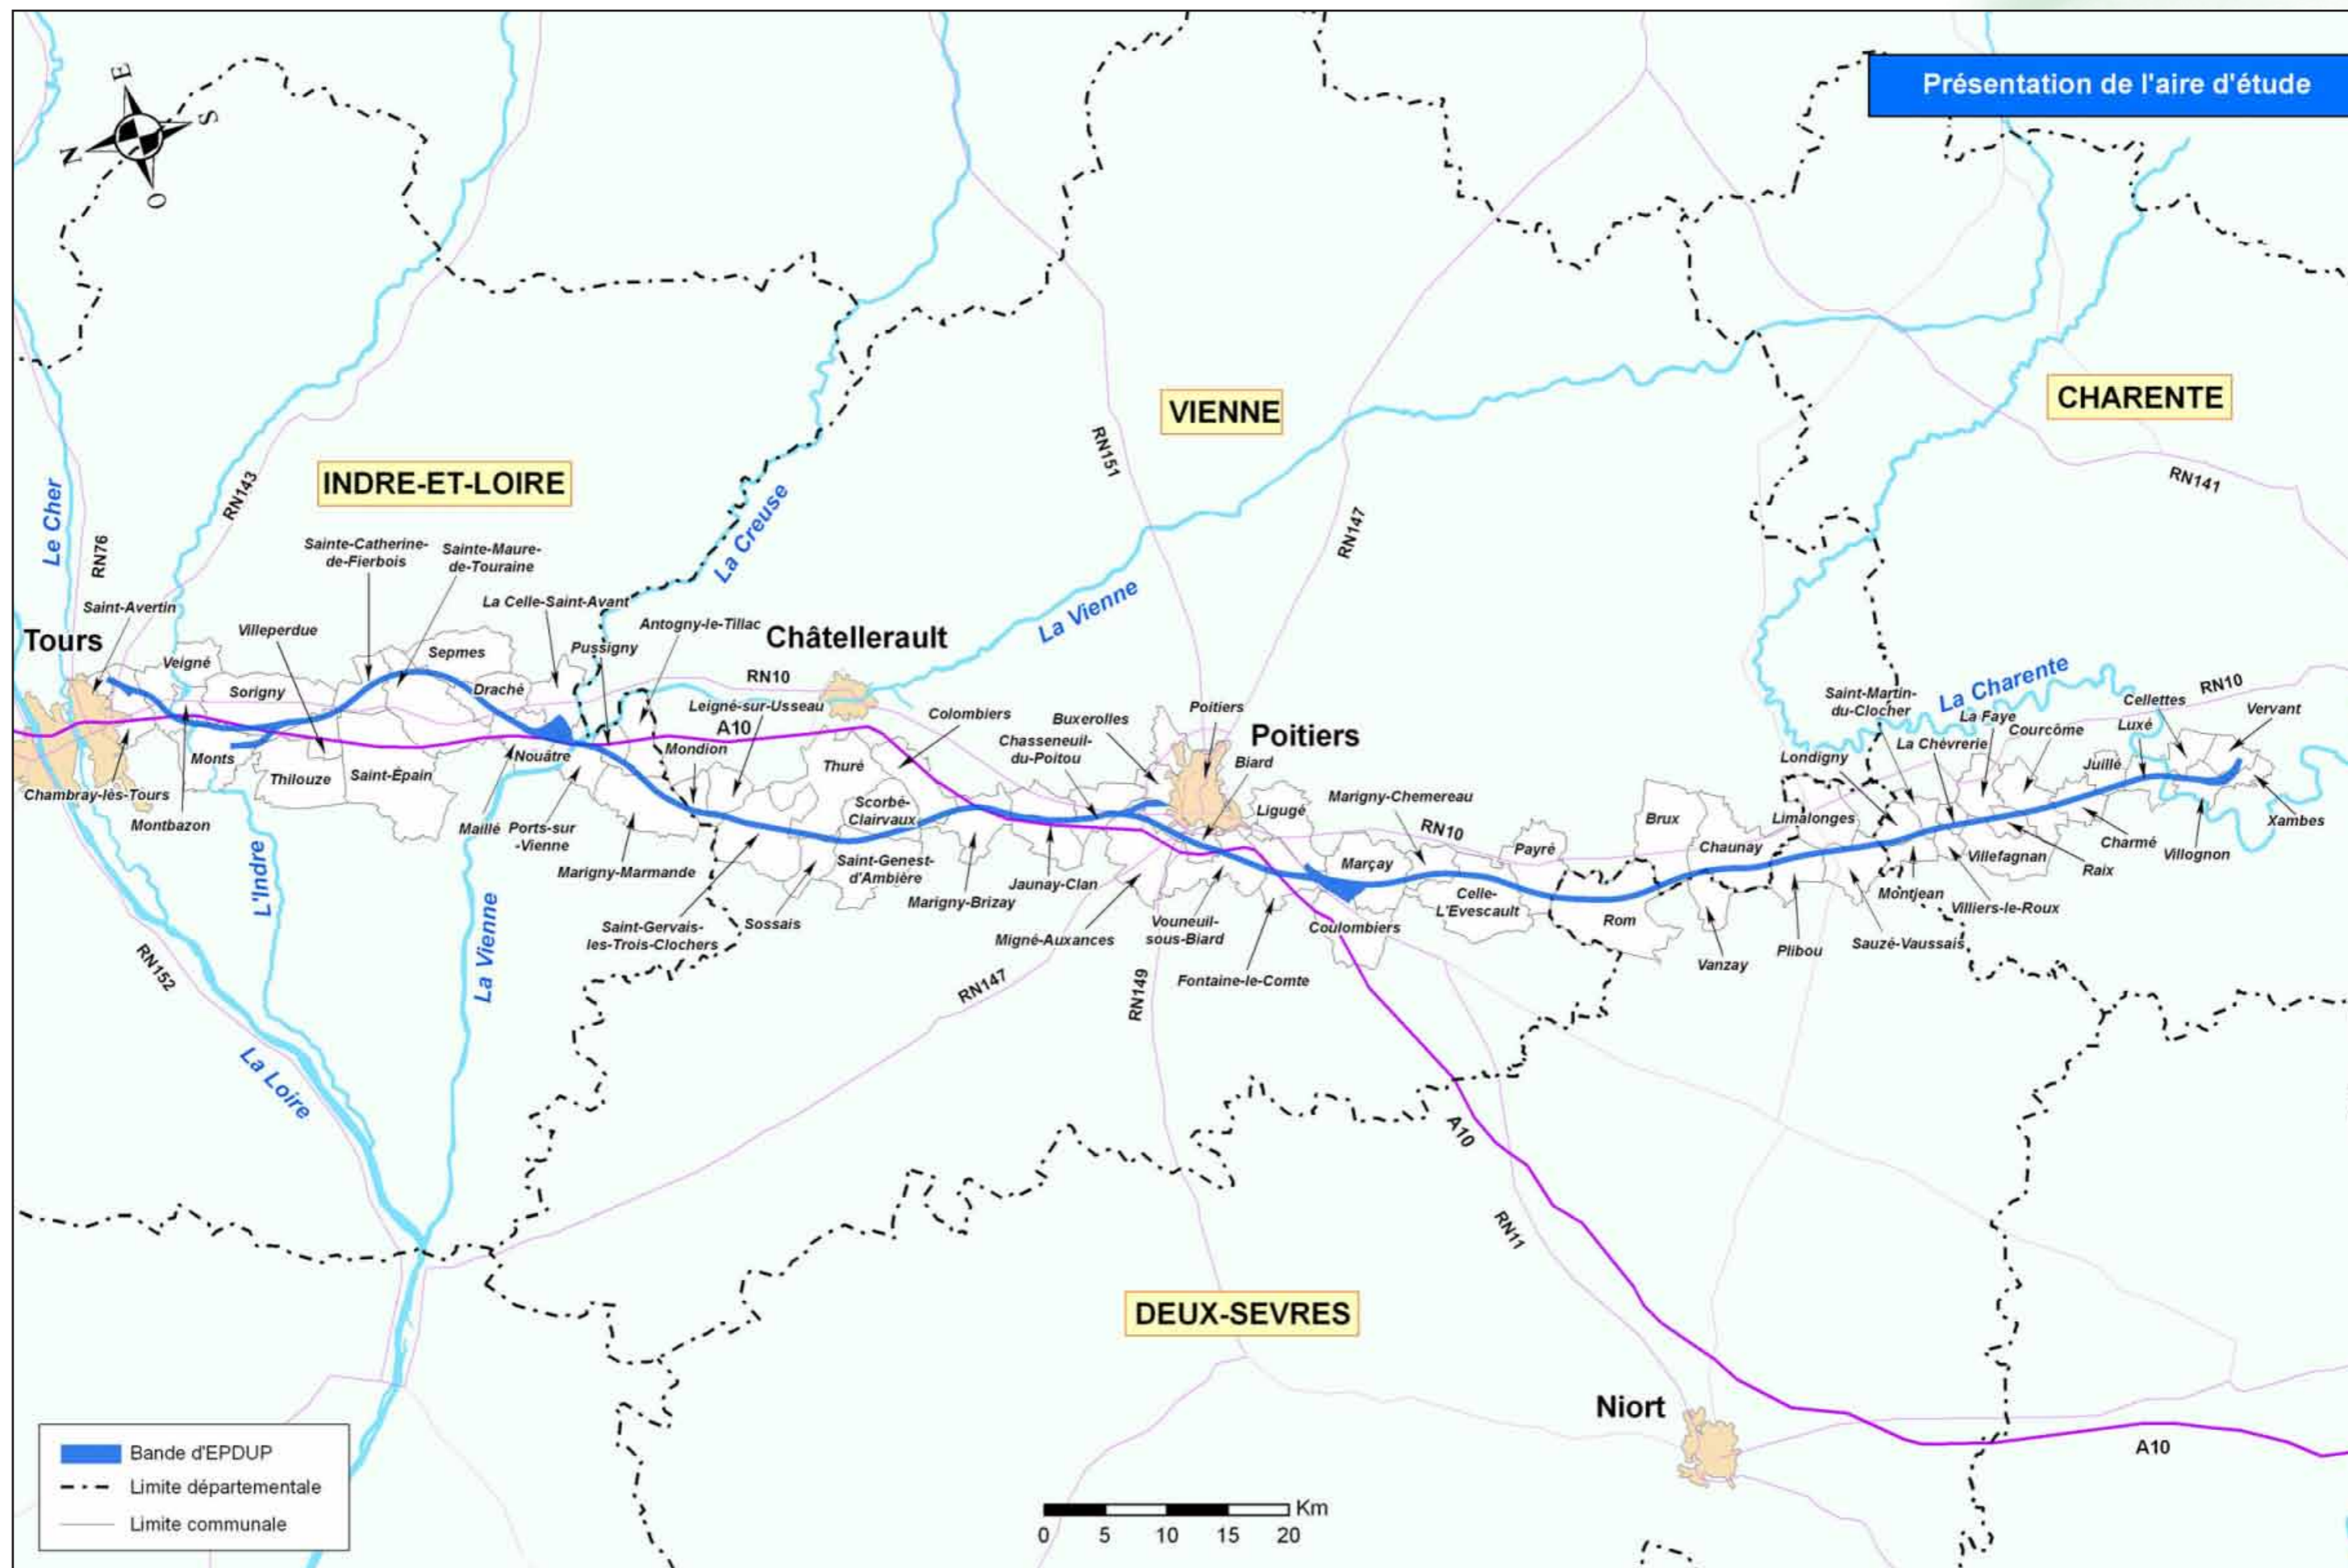 Présentation de l'aire d'étude
E
S
N
O
VIENNE
CHARENTE
INDRE-ET-LOIRE
DEUX-SEVRES
Le Cher
RN76
RN143
La Creuse
RN151
RN147
La Vienne
RN141
Sainte-Catherine-
de-Fierbois
Sainte-Maure-
de-Touraine
Saint-Avertin
Tours
Villeperdue
La Celle-Saint-Avant
Antogny-le-Tillac
Châtellerault
Veigné
Sepmes
Pussigny
Sorigny
Draché
RN10
Leigné-sur-Usseau
A10
Colombiers
Buxerolles
Poitiers
Poitiers
Chasseneuil-
du-Poitou
Biard
Mondion
Monts
Nouâtre
Thilouze
Saint-Épain
Thuré
Chambray-lès-Tours
Montbazon
Maillé
Ports-sur
-Vienne
Scorbé-
Clairvaux
Ligugé
Marigny-Chemereau
RN10
Marigny-Marmande
Saint-Genest-
d'Ambière
Marigny-Brizay
Jaunay-Clan
Marçay
Payré
Saint-Gervais-
les-Trois-Clochers
Sossais
Migné-Auxances
Vouneuil-
sous-Biard
Fontaine-le-Comte
Coulombiers
Celle-
L'Evescault
Rom
Brux
Chaunay
Vanzay
Limalonges
Plibou
Sauzé-Vaussais
Londigny
Saint-Martin-
du-Clocher
La Charente
La Faye
La Chèvrerie
Courcôme
Cellettes
Luxé
RN10
Vervant
Juillé
Montjean
Villiers-le-Roux
Villefagnan
Raix
Charmé
Villognon
Xambes
L'Indre
La Vienne
RN152
La Loire
RN147
RN149
A10
RN11
Niort
A10
Bande d'EPDUP
Limite départementale
Limite communale
Km
0 5 10 15 20